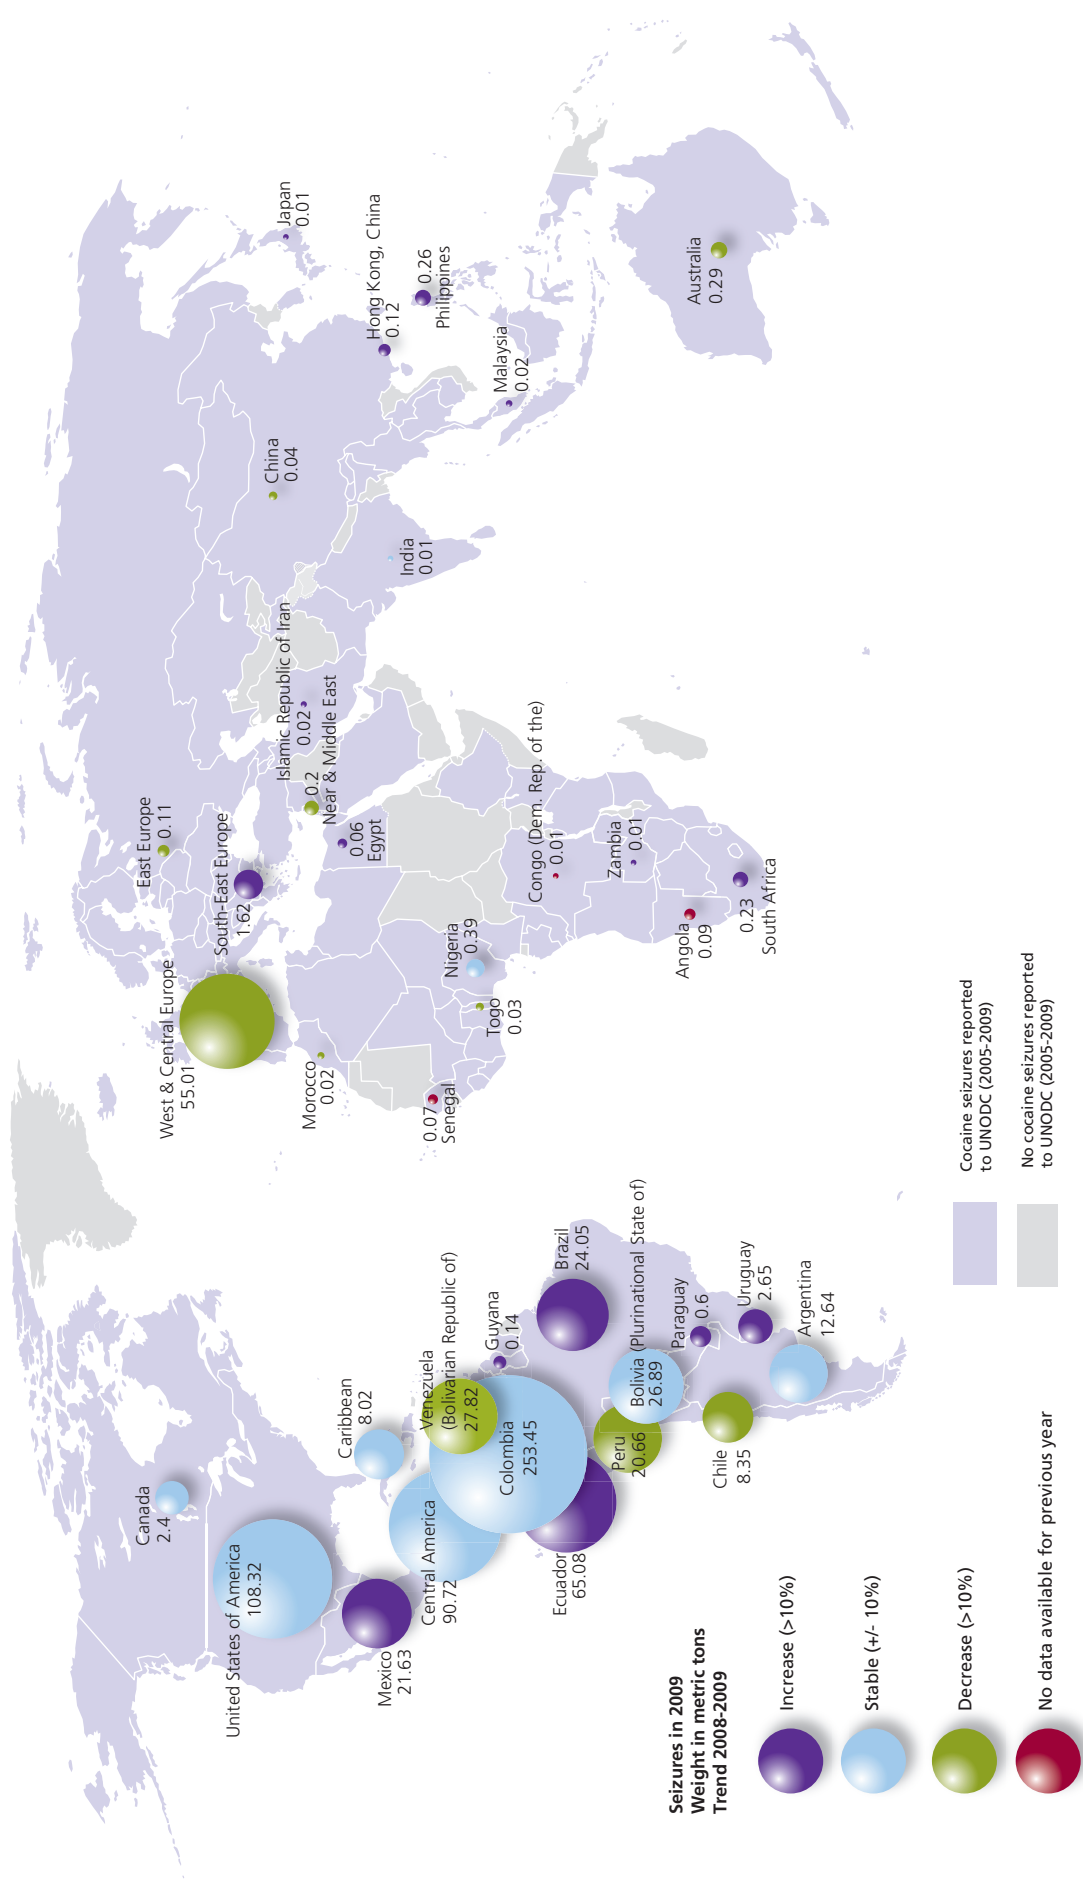 Canada
2.4
United States of America
108.32
Mexico
21.63
Caribbean
8.02
Central America
90.72
Venezuela
(Bolivarian Republic of)
27.82
Guyana
0.14
Colombia
253.45
Ecuador
65.08
Brazil
24.05
Peru
20.66
Bolivia (Plurinational State of)
26.89
Paraguay
0.6
Chile
8.35
Uruguay
2.65
Argentina
12.64
West & Central Europe
55.01
East Europe
0.11
South-East Europe
1.62
Morocco
0.02
0.07
Senegal
Togo
0.03
Nigeria
0.39
0.06
Egypt
0.2
Near & Middle East
Islamic Republic of Iran
0.02
Congo (Dem. Rep. of the)
0.01
Zambia
0.01
Angola
0.09
0.23
South Africa
India
0.01
China
0.04
Japan
0.01
Hong Kong, China
0.12
0.26
Philippines
Malaysia
0.02
Australia
0.29
Seizures in 2009
Weight in metric tons
Trend 2008-2009
Increase (>10%)
Stable (+/- 10%)
Decrease (>10%)
No data available for previous year
Cocaine seizures reported
to UNODC (2005-2009)
No cocaine seizures reported
to UNODC (2005-2009)